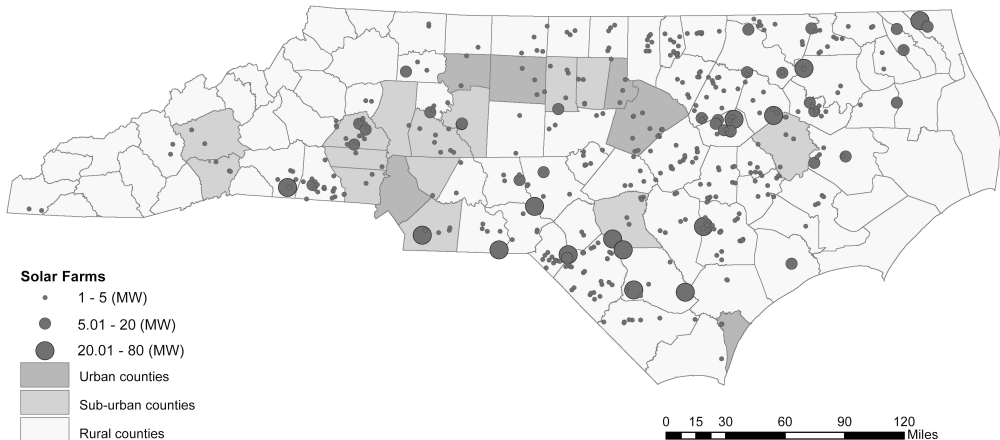 Solar Farms
1 - 5 (MW)
5.01 - 20 (MW)
20.01 - 80 (MW)
Urban counties
Sub-urban counties
Rural counties
0 15 30 60 90 120
Miles